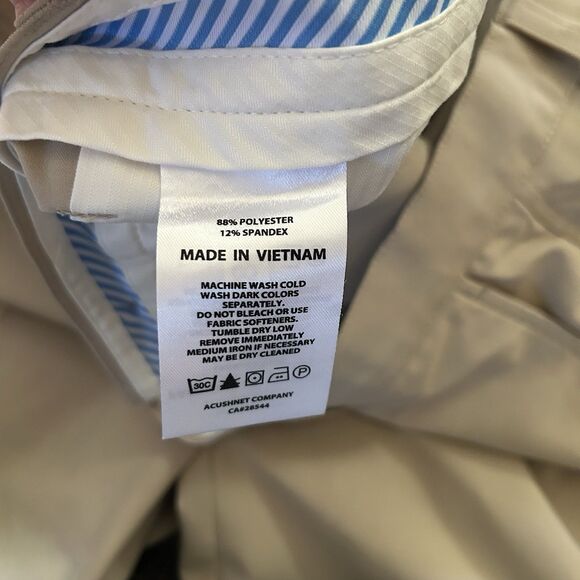 88% POLYESTER
12% SPANDEX
MADE IN VIETNAM
MACHINE WASH COLD
WASH DARK COLORS
SEPARATELY.
DO NOT BLEACH OR USE
FABRIC SOFTENERS.
TUMBLE DRY LOW
REMOVE IMMEDIATELY
MEDIUM IRON IF NECESSARY
MAY BE DRY CLEANED
30C P
ACUSHNET COMPANY
CA#28544